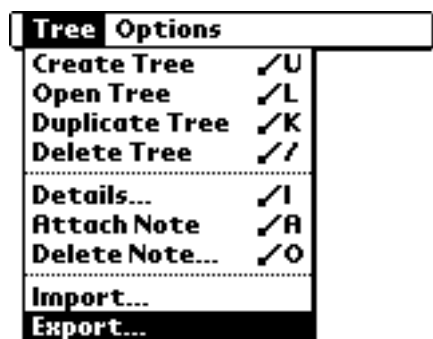 Tree Options
Create Tree ⁄U
Open Tree ⁄L
Duplicate Tree ⁄K
Delete Tree ⁄/
Details... ⁄I
Attach Note ⁄A
Delete Note... ⁄O
Import...
Export...